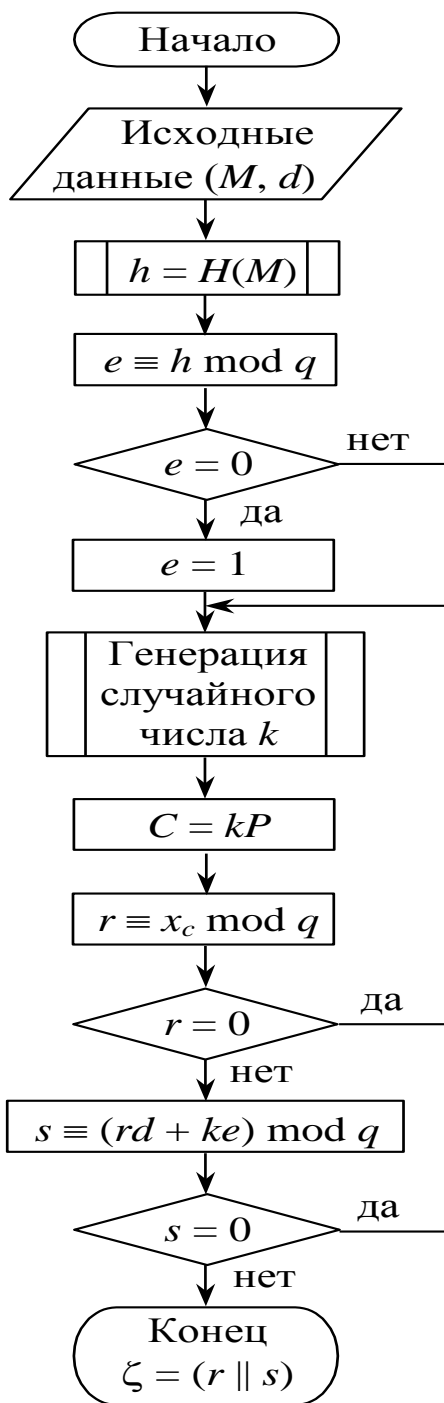 Начало
Исходные
данные (M, d)
h = H(M)
e ≡ h mod q
e = 0
нет
да
e = 1
Генерация
случайного
числа k
C = kP
r ≡ x_c mod q
r = 0
да
нет
s ≡ (rd + ke) mod q
s = 0
да
нет
Конец
ζ = (r || s)